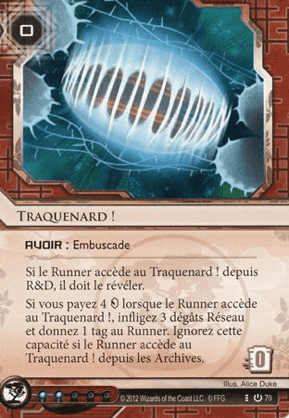 0
TRAQUENARD !
AVOIR : Embuscade
Si le Runner accède au Traquenard ! depuis
R&D, il doit le révéler.
Si vous payez 4 lorsque le Runner accède
au Traquenard !, infligez 3 dégâts Réseau
et donnez 1 tag au Runner. Ignorez cette
capacité si le Runner accède au
Traquenard ! depuis les Archives.
0
Illus. Alice Duke
© 2012 Wizards of the Coast LLC. © FFG
70